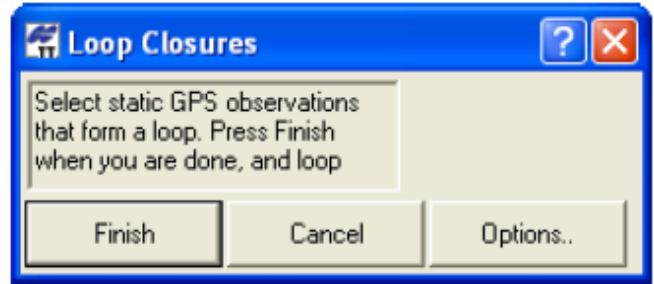 TT Loop Closures ?
Select static GPS observations
that form a loop. Press Finish
when you are done, and loop
Finish Cancel Options..